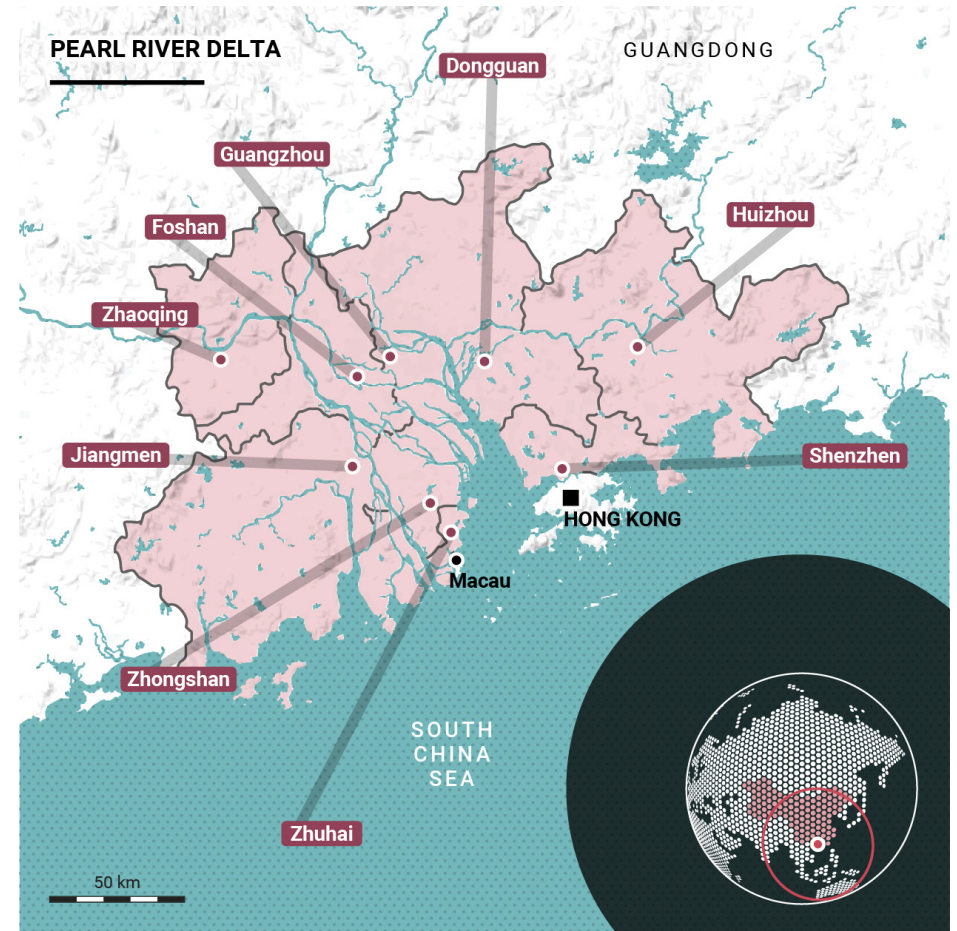 PEARL RIVER DELTA
GUANGDONG
Dongguan
Guangzhou
Huizhou
Foshan
Zhaoqing
Jiangmen
Shenzhen
HONG KONG
Macau
Zhongshan
SOUTH
CHINA
SEA
Zhuhai
50 km